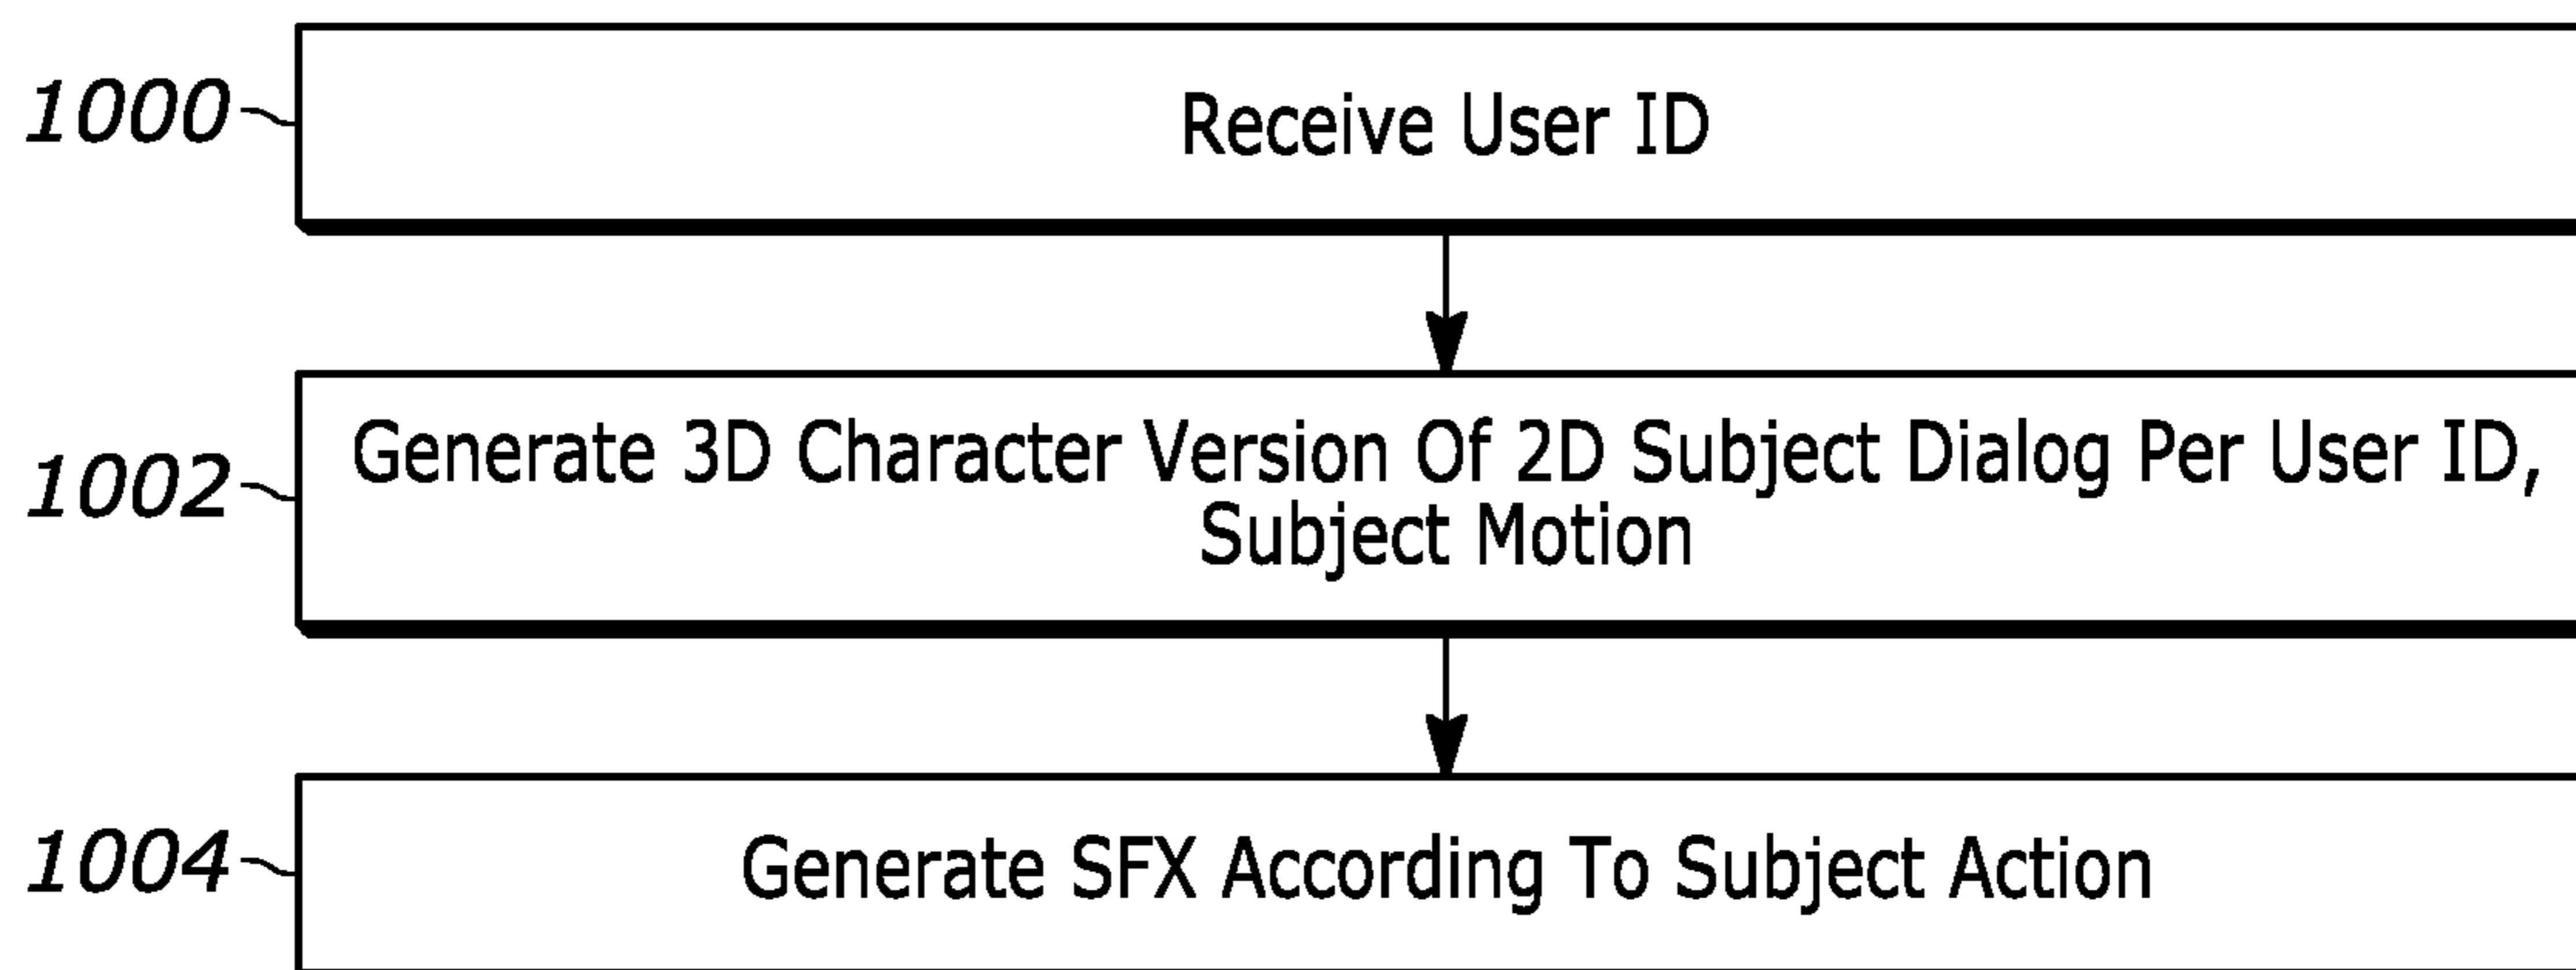 1000
Receive User ID
1002
Generate 3D Character Version Of 2D Subject Dialog Per User ID,
Subject Motion
1004
Generate SFX According To Subject Action